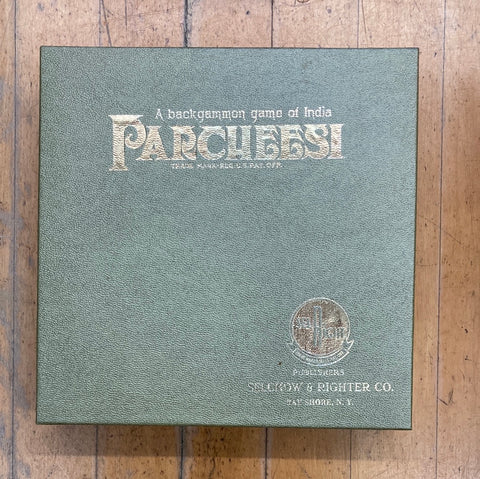 A backgammon game of India
PARCHEESI
TRADE MARK-REG. U.S. PAT. OFF.
PUBLISHERS
SELCHOW & RIGHTER CO.
BAY SHORE, N. Y.